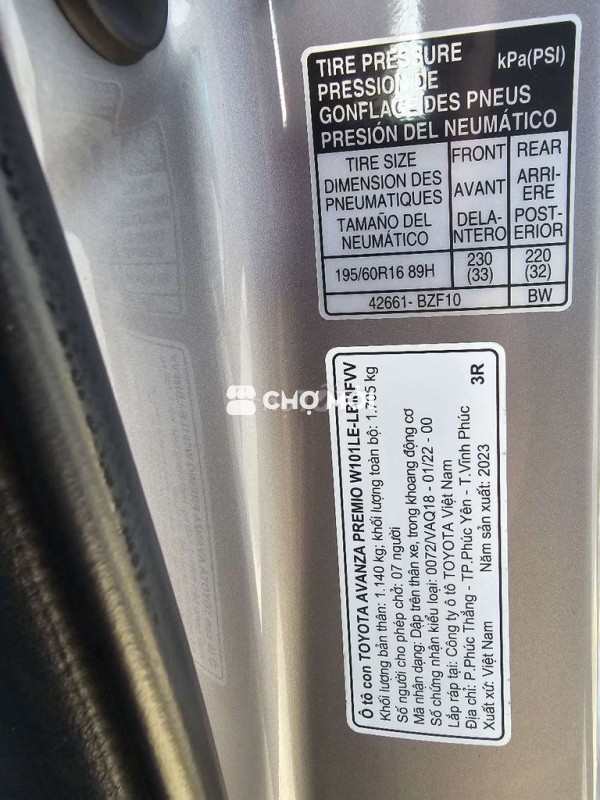 TIRE PRESSURE kPa(PSI)
PRESSION DE
GONFLAGE DES PNEUS
PRESIÓN DEL NEUMÁTICO
TIRE SIZE
DIMENSION DES
PNEUMATIQUES
TAMAÑO DEL
NEUMÁTICO
FRONT
AVANT
DELA-
NTERO
REAR
ARRI-
ERE
POST-
ERIOR
195/60R16 89H
230
(33)
220
(32)
42661- BZF10
BW
Ô tô con TOYOTA AVANZA PREMIO
Khối lượng bản thân: 1.140 kg; khối lượng toàn bộ: 1.705 kg
Số người cho phép chở: 07 người
Mã nhận dạng: Dập trên thân xe, trong khoang động cơ
Số chứng nhận kiểu loại: 0072/VAQ18 - 01/22 - 00
Lắp ráp tại: Công ty ô tô TOYOTA Việt Nam
Địa chỉ: P.Phúc Thắng - TP.Phúc Yên - T.Vĩnh Phúc
Xuất xứ: Việt Nam Năm sản xuất: 2023
3R
CHỢ TỐT